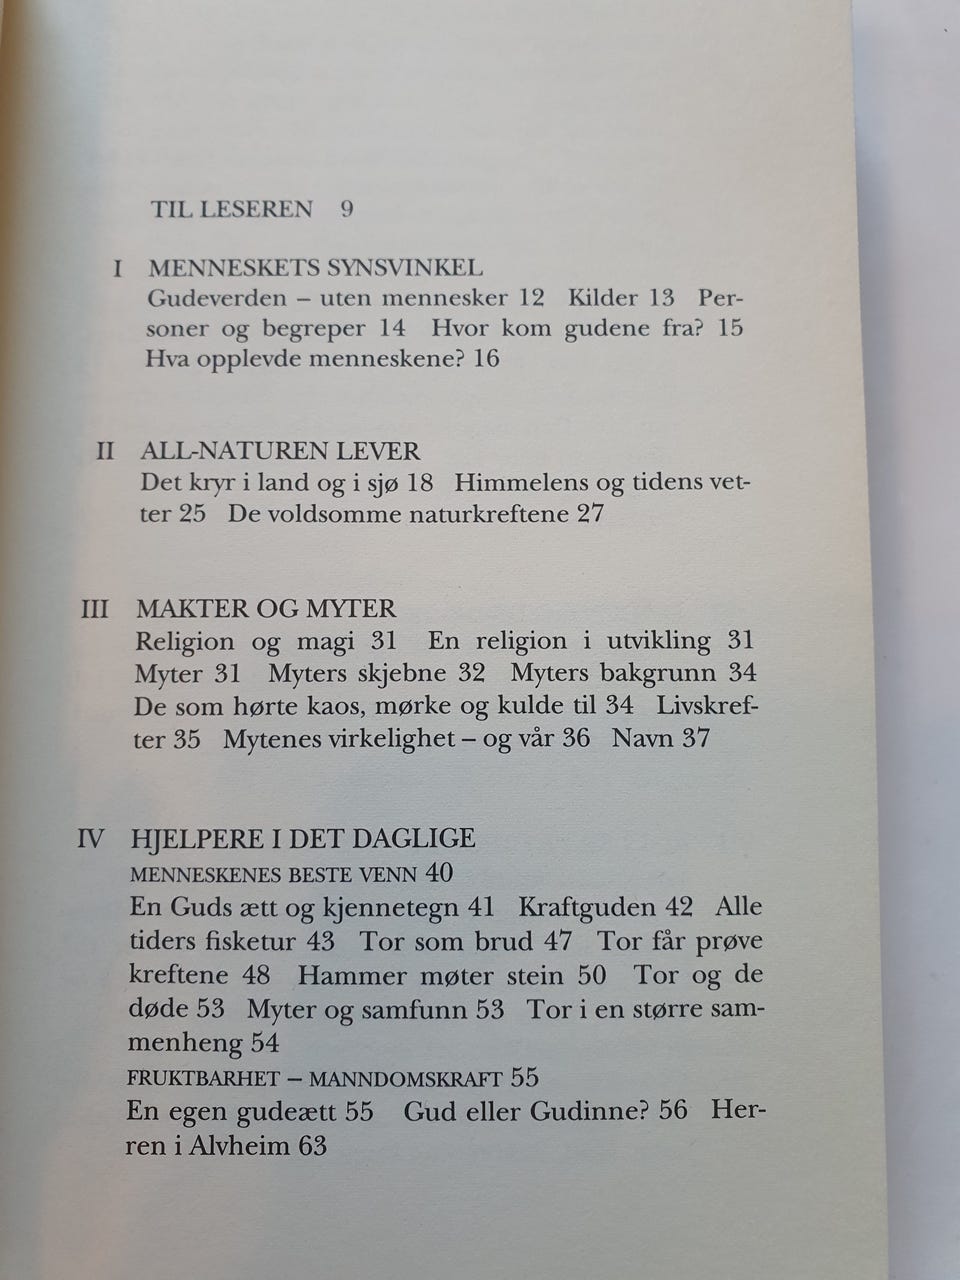 TIL LESEREN 9
I MENNESKETS SYNSVINKEL
Gudeverden – uten mennesker 12 Kilder 13 Per-
soner og begreper 14 Hvor kom gudene fra? 15
Hva opplevde menneskene? 16
II ALL-NATUREN LEVER
Det kryr i land og i sjø 18 Himmelens og tidens vet-
ter 25 De voldsomme naturkreftene 27
III MAKTER OG MYTER
Religion og magi 31 En religion i utvikling 31
Myter 31 Myters skjebne 32 Myters bakgrunn 34
De som hørte kaos, mørke og kulde til 34 Livskref-
ter 35 Mytenes virkelighet – og vår 36 Navn 37
IV HJELPERE I DET DAGLIGE
MENNESKENES BESTE VENN 40
En Guds ætt og kjennetegn 41 Kraftguden 42 Alle
tiders fisketur 43 Tor som brud 47 Tor får prøve
kreftene 48 Hammer møter stein 50 Tor og de
døde 53 Myter og samfunn 53 Tor i en større sam-
menheng 54
FRUKTBARHET – MANNDOMSKRAFT 55
En egen gudeætt 55 Gud eller Gudinne? 56 Her-
ren i Alvheim 63